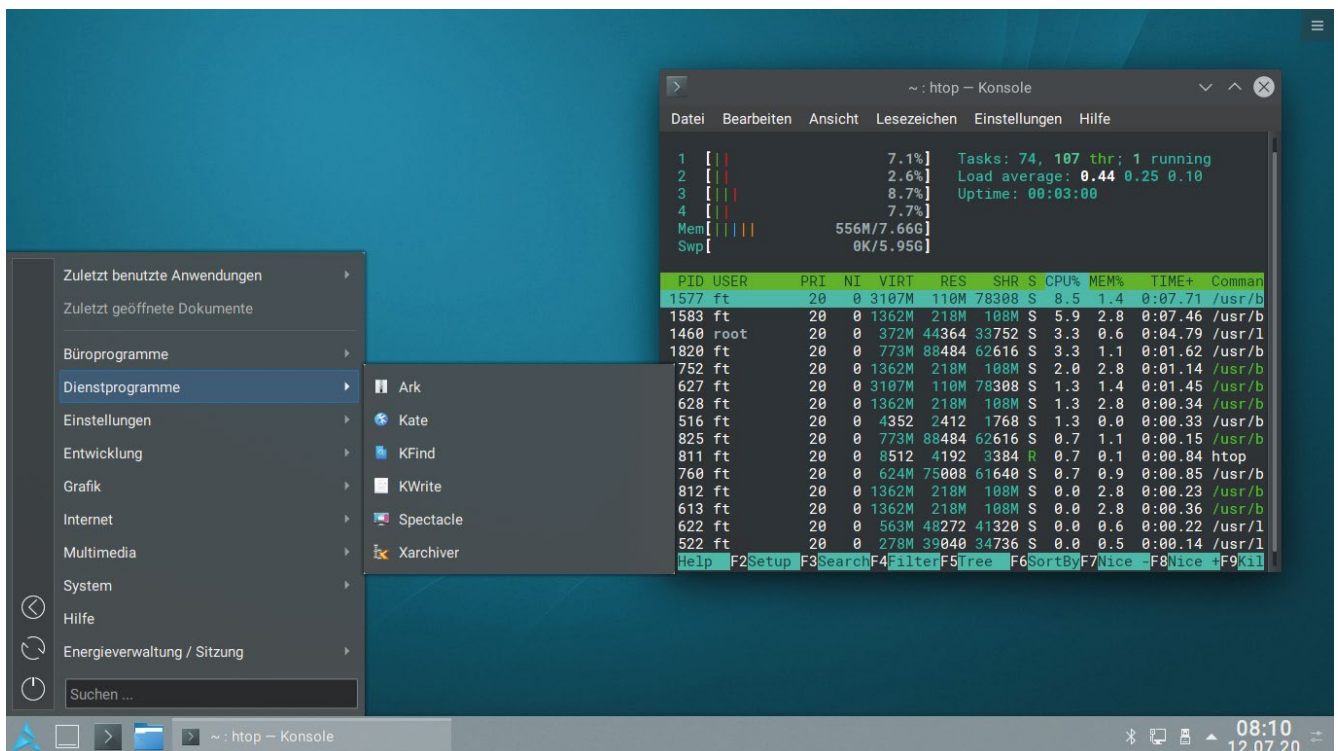 ~ : htop — Konsole
Datei Bearbeiten Ansicht Lesezeichen Einstellungen Hilfe
1 [|| 7.1%] Tasks: 74, 107 thr; 1 running
2 [|| 2.6%] Load average: 0.44 0.25 0.10
3 [||| 8.7%] Uptime: 00:03:00
4 [|| 7.7%]
Mem[||||| 556M/7.66G]
Swp[ 0K/5.95G]
PID USER PRI NI VIRT RES SHR S CPU% MEM% TIME+ Comman
1577 ft 20 0 3107M 110M 78308 S 8.5 1.4 0:07.71 /usr/b
1583 ft 20 0 1362M 218M 108M S 5.9 2.8 0:07.46 /usr/b
1460 root 20 0 372M 44364 33752 S 3.3 0.6 0:04.79 /usr/l
1820 ft 20 0 773M 88484 62616 S 3.3 1.1 0:01.62 /usr/b
752 ft 20 0 1362M 218M 108M S 2.0 2.8 0:01.14 /usr/b
627 ft 20 0 3107M 110M 78308 S 1.3 1.4 0:01.45 /usr/b
628 ft 20 0 1362M 218M 108M S 1.3 2.8 0:00.34 /usr/b
516 ft 20 0 4352 2412 1768 S 1.3 0.0 0:00.33 /usr/b
825 ft 20 0 773M 88484 62616 S 0.7 1.1 0:00.15 /usr/b
811 ft 20 0 8512 4192 3384 R 0.7 0.1 0:00.84 htop
760 ft 20 0 624M 75008 61640 S 0.7 0.9 0:00.85 /usr/b
812 ft 20 0 1362M 218M 108M S 0.0 2.8 0:00.23 /usr/b
613 ft 20 0 1362M 218M 108M S 0.0 2.8 0:00.36 /usr/b
622 ft 20 0 563M 48272 41320 S 0.0 0.6 0:00.22 /usr/l
522 ft 20 0 278M 39040 34736 S 0.0 0.5 0:00.14 /usr/l
Help F2Setup F3SearchF4FilterF5Tree F6SortByF7Nice -F8Nice +F9Kil
Zuletzt benutzte Anwendungen
Zuletzt geöffnete Dokumente
Büroprogramme
Dienstprogramme
Einstellungen
Entwicklung
Grafik
Internet
Multimedia
System
Hilfe
Energieverwaltung / Sitzung
Suchen ...
Ark
Kate
KFind
KWrite
Spectacle
Xarchiver
~ : htop — Konsole
08:10
12.07.20